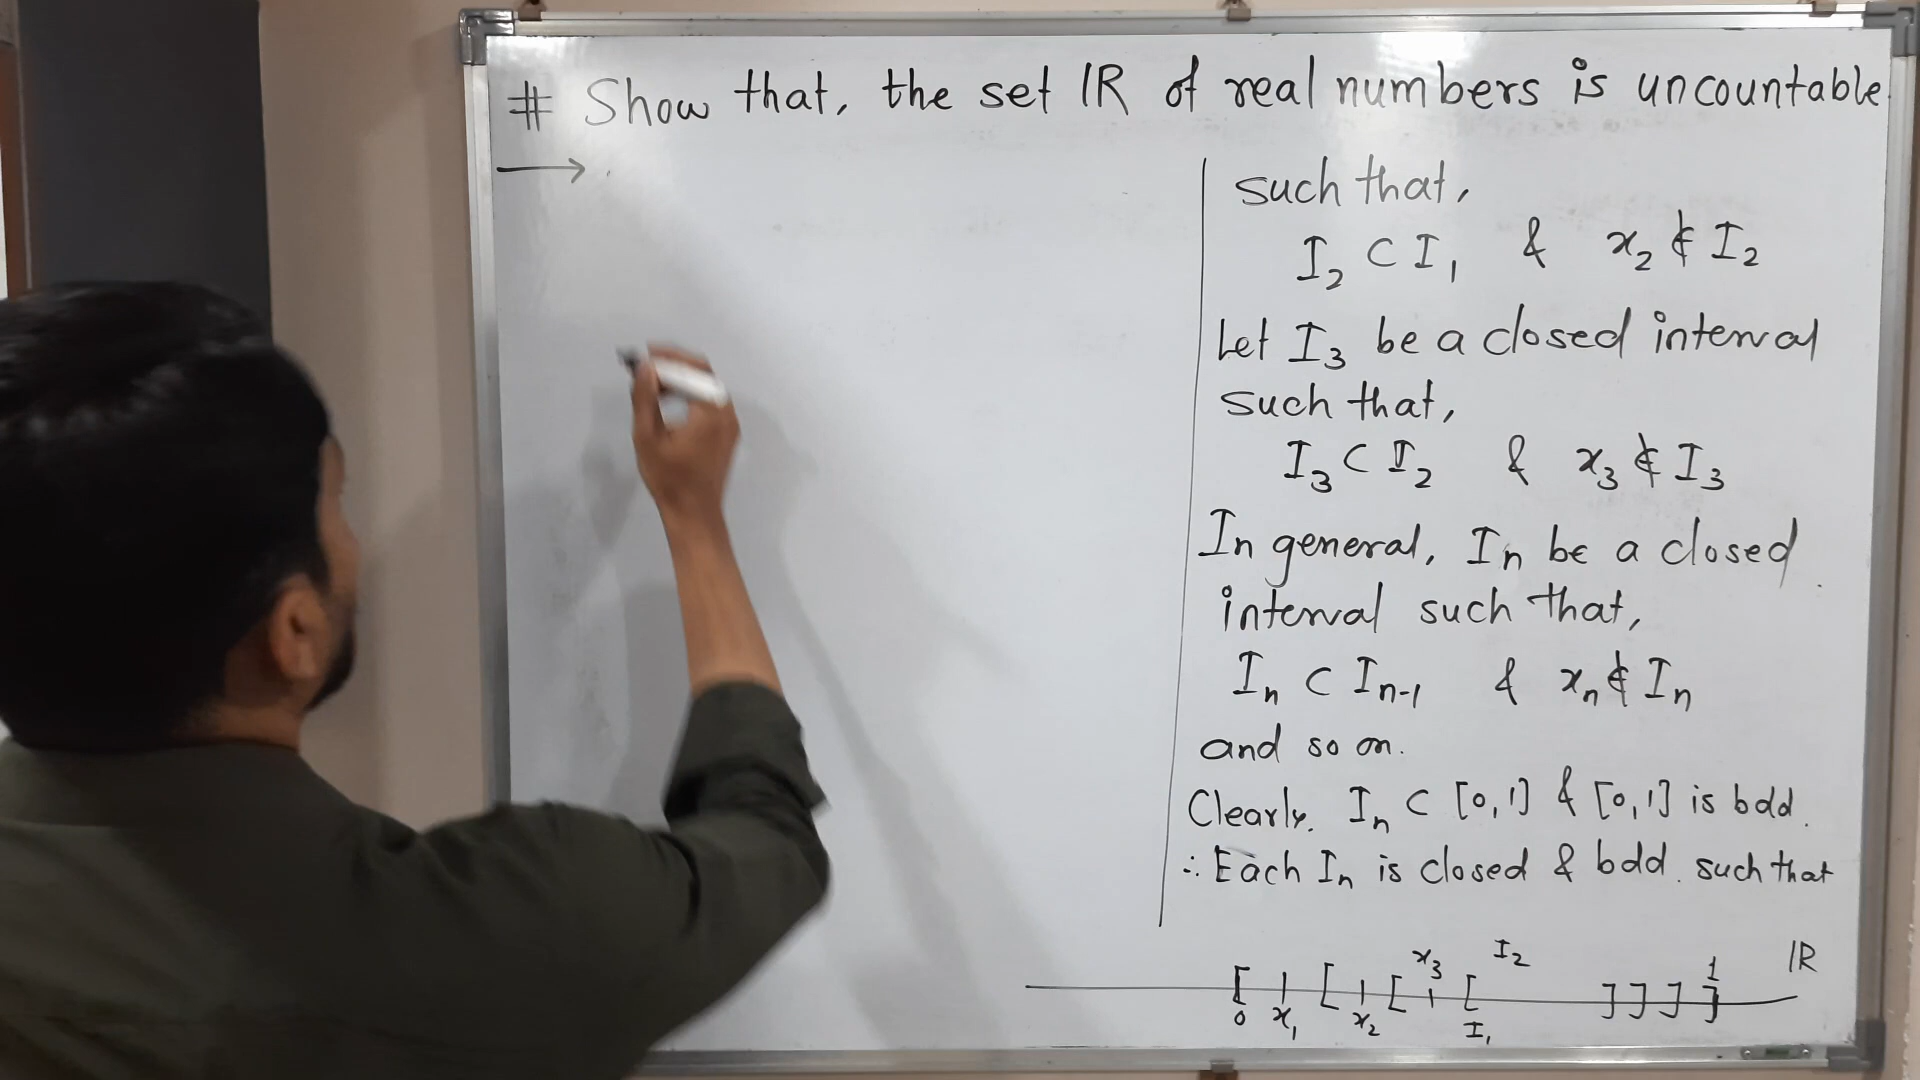 # Show that, the set IR of real numbers is uncountable.
→
such that,
I₂ ⊂ I₁ & x₂ ∉ I₂
Let I₃ be a closed interval
such that,
I₃ ⊂ I₂ & x₃ ∉ I₃
In general, Iₙ be a closed
interval such that,
Iₙ ⊂ Iₙ₋₁ & xₙ ∉ Iₙ
and so on.
Clearly. Iₙ ⊂ [0,1] & [0,1] is bdd.
∴ Each Iₙ is closed & bdd. such that
x₃ I₂ 1 IR
[ [ [ [ ] ] ] ]
0 x₁ x₂ I₁